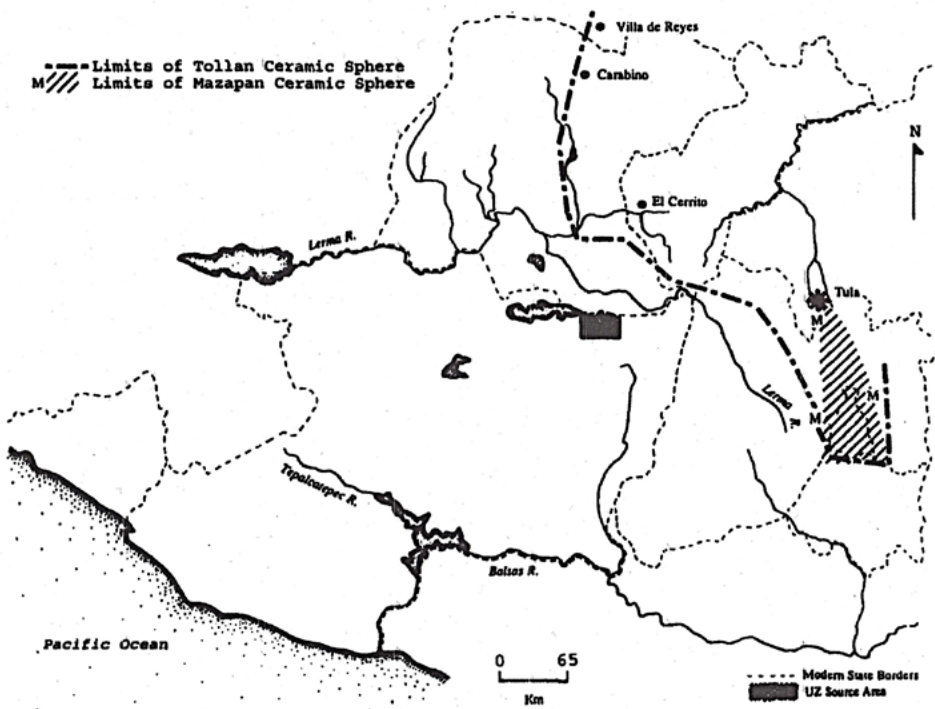 Villa de Reyes
Limits of Tollan Ceramic Sphere
M Limits of Mazapan Ceramic Sphere
Carabino
N
El Cerrito
Lerma R.
Tula
M
M
M
Lerma R.
Tepalcatepec R.
Balsas R.
Pacific Ocean
0 65
Km
Modern State Borders
UZ Source Area